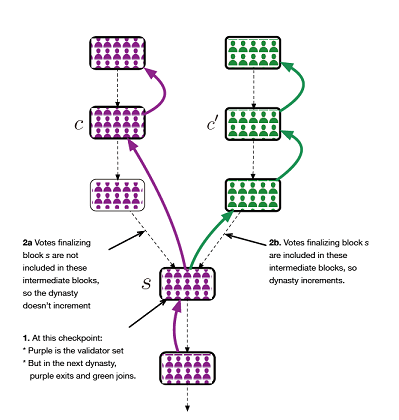 c
c′
2a Votes finalizing
block s are not
included in these
intermediate blocks,
so the dynasty
doesn't increment
2b. Votes finalizing block s
are included in these
intermediate blocks, so
dynasty increments.
s
1. At this checkpoint:
* Purple is the validator set
* But in the next dynasty,
purple exits and green joins.